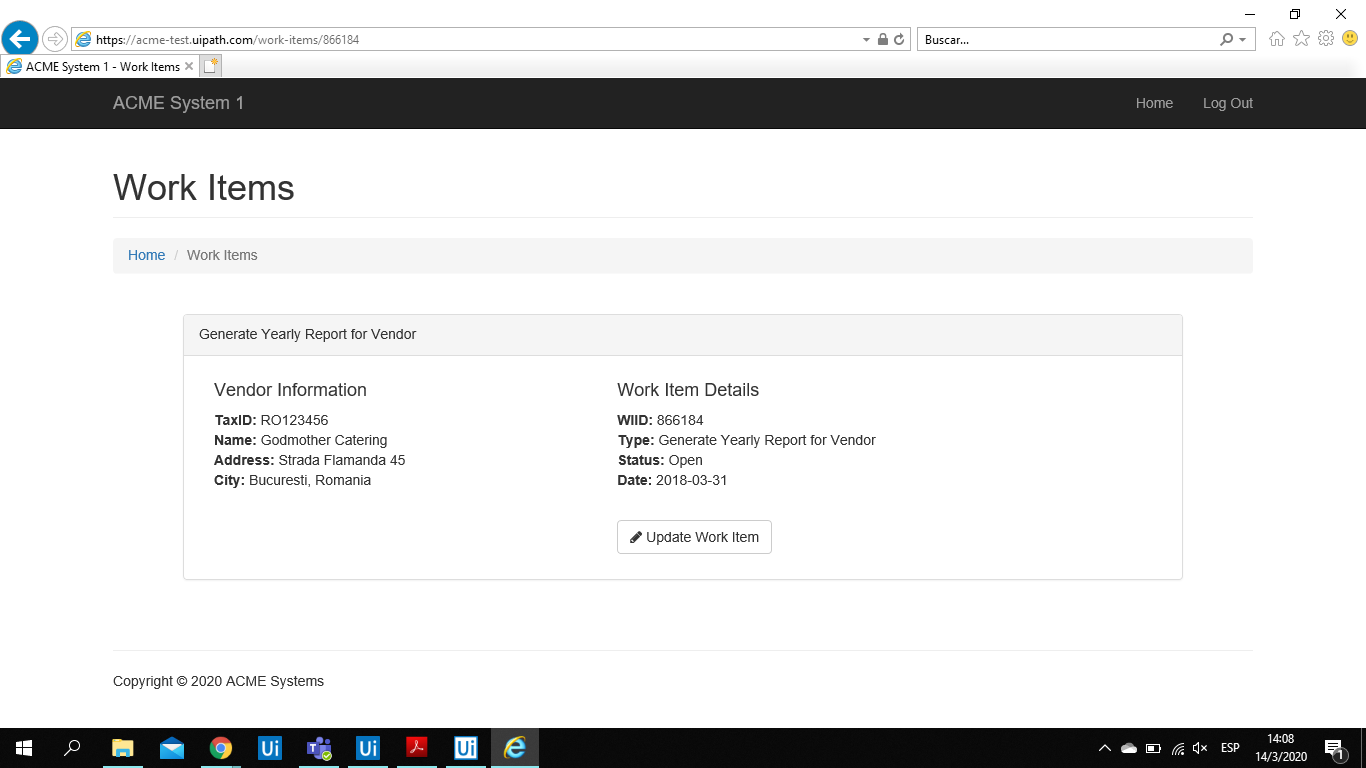 https://acme-test.uipath.com/work-items/866184
Buscar...
ACME System 1 - Work Items
ACME System 1
Home
Log Out
Work Items
Home / Work Items
Generate Yearly Report for Vendor
Vendor Information
TaxID: RO123456
Name: Godmother Catering
Address: Strada Flamanda 45
City: Bucuresti, Romania
Work Item Details
WIID: 866184
Type: Generate Yearly Report for Vendor
Status: Open
Date: 2018-03-31
Update Work Item
Copyright © 2020 ACME Systems
Ui
T
Ui
Ui
ESP
14:08
14/3/2020
1